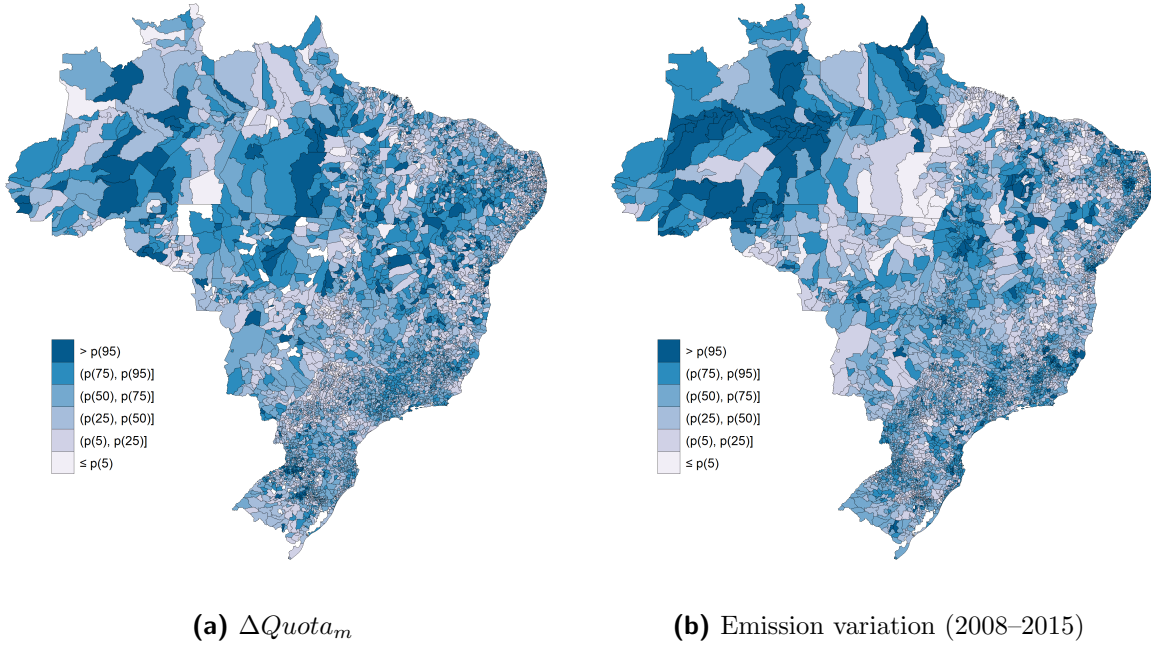 > p(95)
(p(75), p(95)]
(p(50), p(75)]
(p(25), p(50)]
(p(5), p(25)]
≤ p(5)
> p(95)
(p(75), p(95)]
(p(50), p(75)]
(p(25), p(50)]
(p(5), p(25)]
≤ p(5)
(a) ΔQuotaₘ
(b) Emission variation (2008–2015)